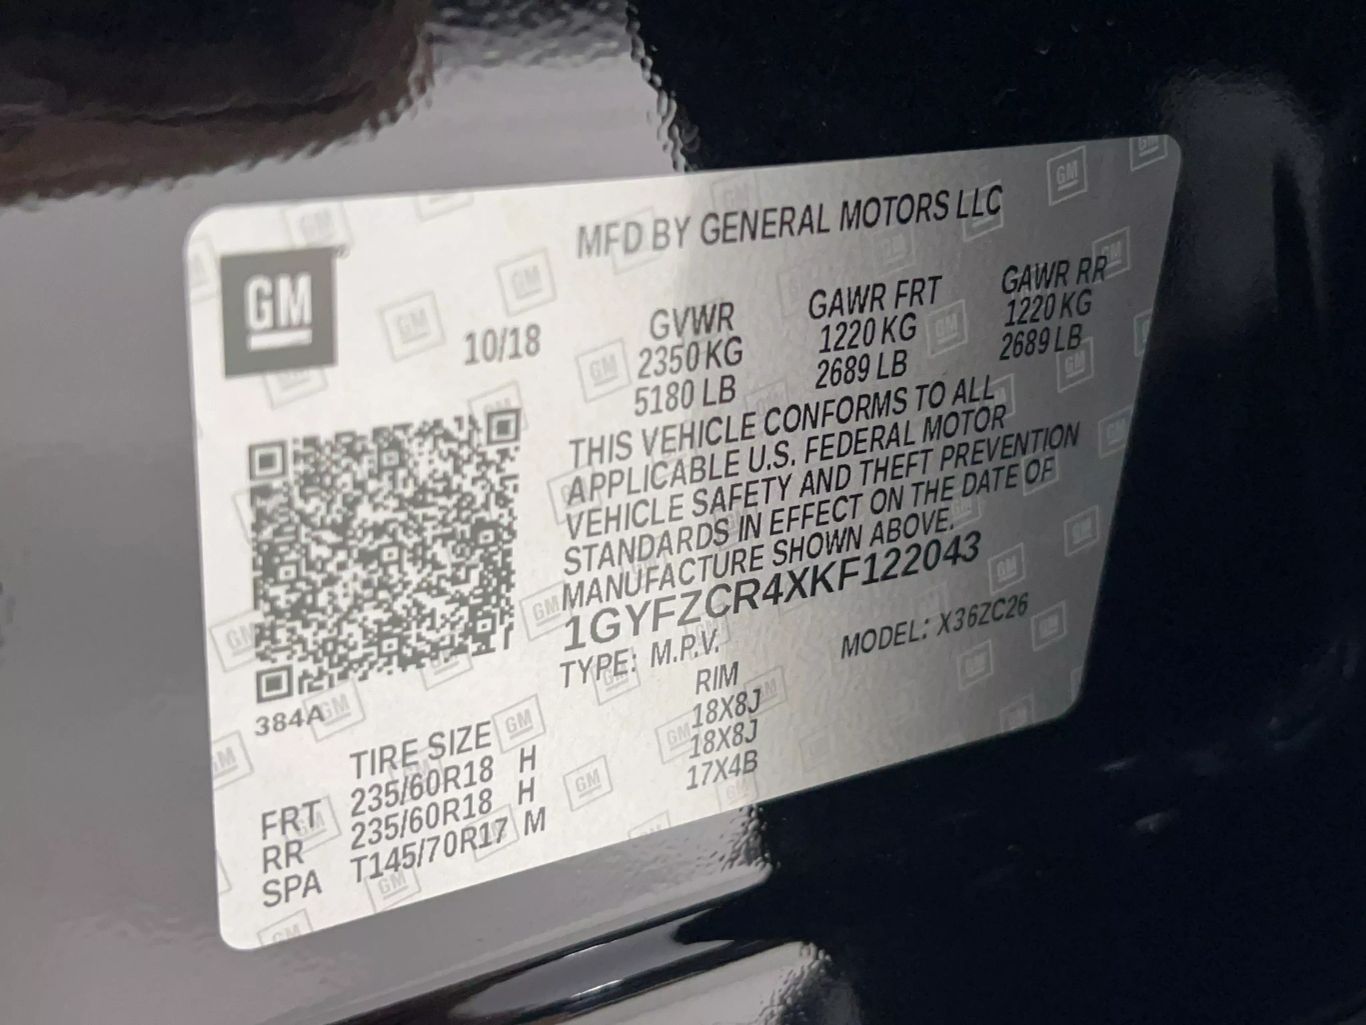 MFD BY GENERAL MOTORS LLC
GM
10/18
GVWR GAWR FRT GAWR RR
2350 KG 1220 KG 1220 KG
5180 LB 2689 LB 2689 LB
THIS VEHICLE CONFORMS TO ALL
APPLICABLE U.S. FEDERAL MOTOR
VEHICLE SAFETY AND THEFT PREVENTION
STANDARDS IN EFFECT ON THE DATE OF
MANUFACTURE SHOWN ABOVE.
1GYFZCR4XKF122043
TYPE: M.P.V. MODEL: X36ZC26
384A
TIRE SIZE RIM
FRT 235/60R18 H 18X8J
RR 235/60R18 H 18X8J
SPA T145/70R17 M 17X4B